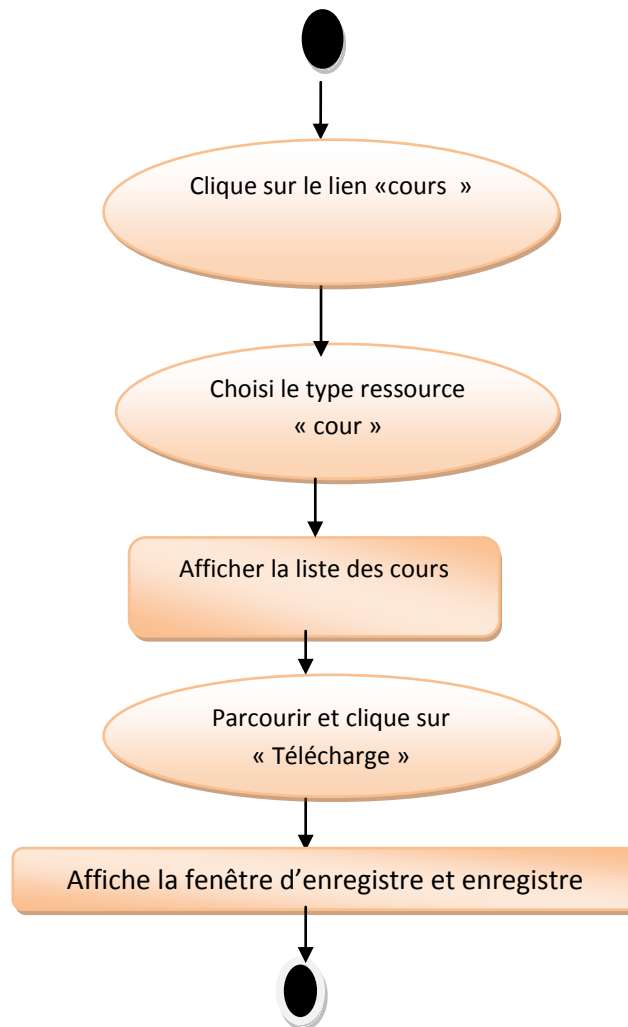 Clique sur le lien «cours  »
Choisi le type ressource
« cour »
Afficher la liste des cours
Parcourir et clique sur
« Télécharge »
Affiche la fenêtre d’enregistre et enregistre